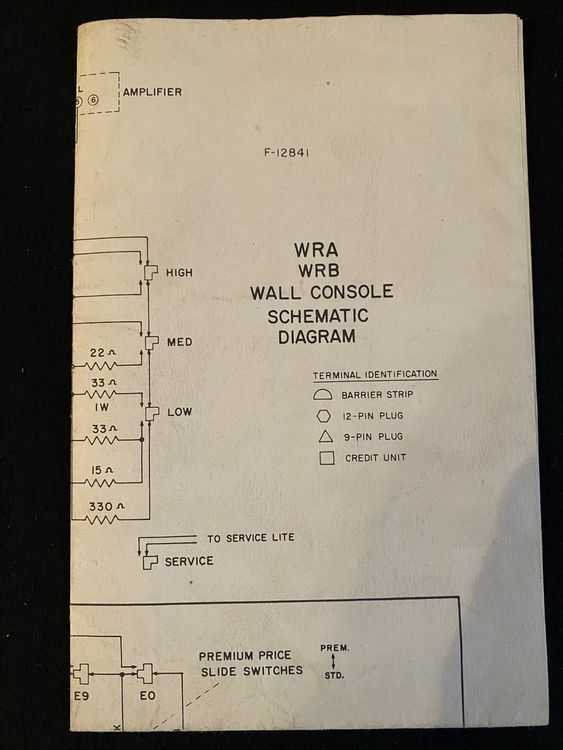 L
5 6
AMPLIFIER
F-12841
WRA
WRB
WALL CONSOLE
SCHEMATIC
DIAGRAM
TERMINAL IDENTIFICATION
BARRIER STRIP
12-PIN PLUG
9-PIN PLUG
CREDIT UNIT
HIGH
MED
22 Ω
33 Ω
1W
LOW
33 Ω
15 Ω
330 Ω
TO SERVICE LITE
SERVICE
PREMIUM PRICE
SLIDE SWITCHES
PREM.
STD.
E9
E0
K